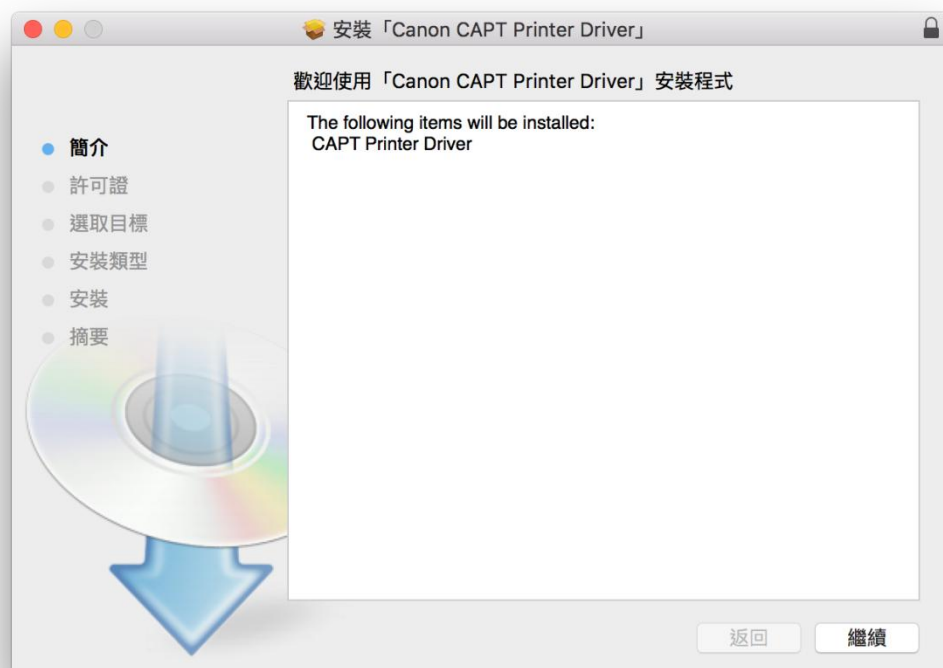 安裝「Canon CAPT Printer Driver」
歡迎使用「Canon CAPT Printer Driver」安裝程式
簡介
許可證
選取目標
安裝類型
安裝
摘要
The following items will be installed:
CAPT Printer Driver
返回
繼續